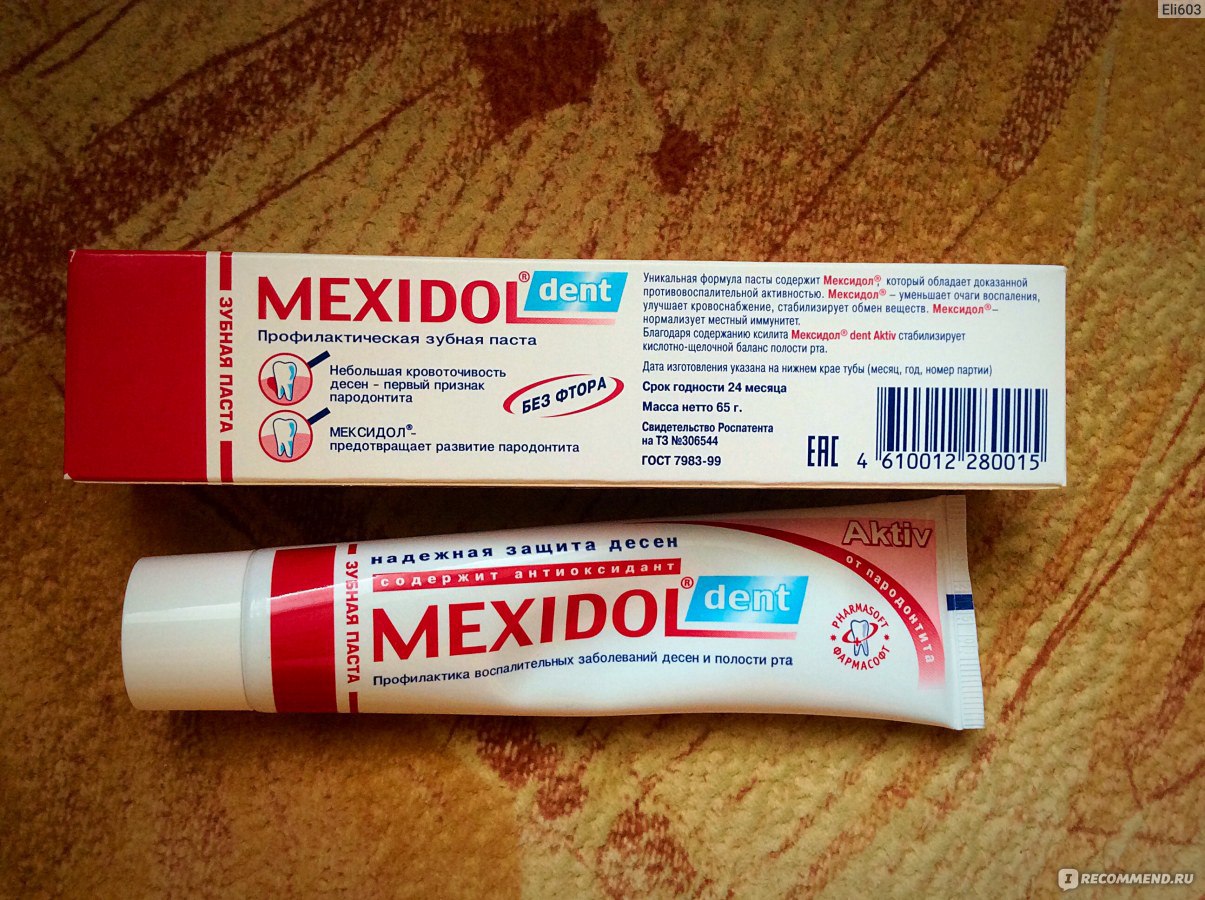 Eli603
ЗУБНАЯ ПАСТА
MEXIDOL® dent
Профилактическая зубная паста
Небольшая кровоточивость
десен - первый признак
пародонтита
БЕЗ ФТОРА
МЕКСИДОЛ®-
предотвращает развитие пародонтита
Уникальная формула пасты содержит Мексидол®, который обладает доказанной
противовоспалительной активностью. Мексидол® – уменьшает очаги воспаления,
улучшает кровоснабжение, стабилизирует обмен веществ. Мексидол®–
нормализует местный иммунитет.
Благодаря содержанию ксилита Мексидол® dent Aktiv стабилизирует
кислотно-щелочной баланс полости рта.
Дата изготовления указана на нижнем крае тубы (месяц, год, номер партии)
Срок годности 24 месяца
Масса нетто 65 г.
Свидетельство Роспатента
на ТЗ №306544
ГОСТ 7983-99
EAC
4 610012 280015
ЗУБНАЯ ПАСТА
надежная защита десен
содержит антиоксидант
MEXIDOL® dent
Профилактика воспалительных заболеваний десен и полости рта
Aktiv
от пародонтита
PHARMASOFT
ФАРМАСОФТ
I RECOMMEND.RU